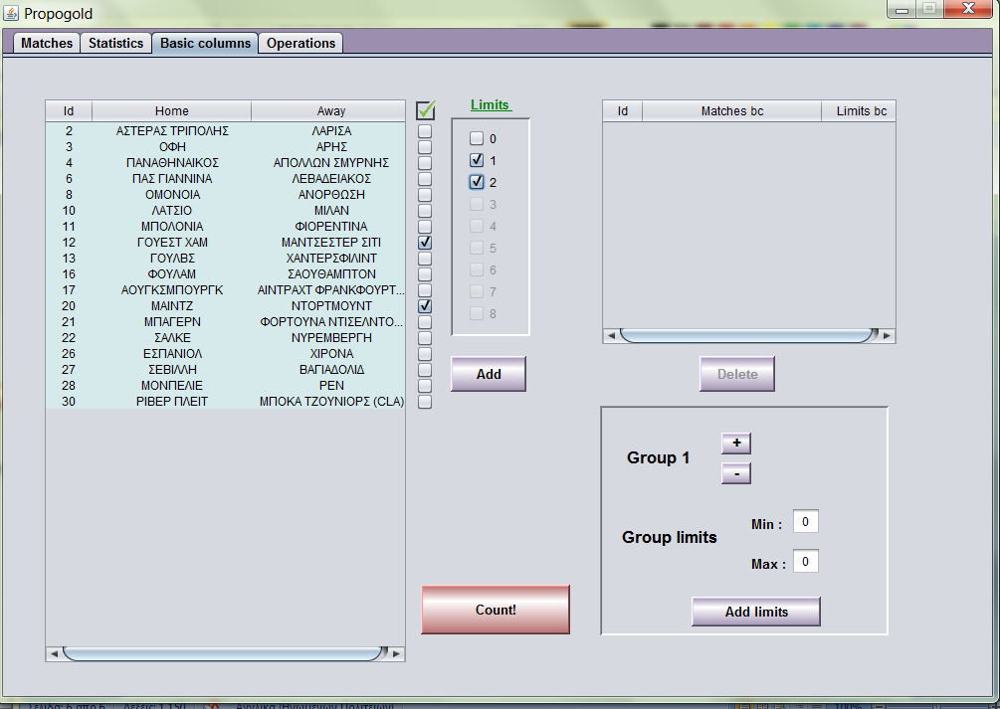 Propogold
Matches Statistics Basic columns Operations
Id Home Away
2 ΑΣΤΕΡΑΣ ΤΡΙΠΟΛΗΣ ΛΑΡΙΣΑ
3 ΟΦΗ ΑΡΗΣ
4 ΠΑΝΑΘΗΝΑΙΚΟΣ ΑΠΟΛΛΩΝ ΣΜΥΡΝΗΣ
6 ΠΑΣ ΓΙΑΝΝΙΝΑ ΛΕΒΑΔΕΙΑΚΟΣ
8 ΟΜΟΝΟΙΑ ΑΝΟΡΘΩΣΗ
10 ΛΑΤΣΙΟ ΜΙΛΑΝ
11 ΜΠΟΛΟΝΙΑ ΦΙΟΡΕΝΤΙΝΑ
12 ΓΟΥΕΣΤ ΧΑΜ ΜΑΝΤΣΕΣΤΕΡ ΣΙΤΙ
13 ΓΟΥΛΒΣ ΧΑΝΤΕΡΣΦΙΛΙΝΤ
16 ΦΟΥΛΑΜ ΣΑΟΥΘΑΜΠΤΟΝ
17 ΑΟΥΓΚΣΜΠΟΥΡΓΚ ΑΙΝΤΡΑΧΤ ΦΡΑΝΚΦΟΥΡΤ...
20 ΜΑΙΝΤΖ ΝΤΟΡΤΜΟΥΝΤ
21 ΜΠΑΓΕΡΝ ΦΟΡΤΟΥΝΑ ΝΤΙΣΕΛΝΤΟ...
22 ΣΑΛΚΕ ΝΥΡΕΜΒΕΡΓΗ
26 ΕΣΠΑΝΙΟΛ ΧΙΡΟΝΑ
27 ΣΕΒΙΛΛΗ ΒΑΓΙΑΔΟΛΙΔ
28 ΜΟΝΠΕΛΙΕ ΡΕΝ
30 ΡΙΒΕΡ ΠΛΕΙΤ ΜΠΟΚΑ ΤΖΟΥΝΙΟΡΣ (CLA)
Limits
0
1
2
3
4
5
6
7
8
Add
Count!
Id Matches bc Limits bc
Delete
Group 1
+
-
Group limits
Min : 0
Max : 0
Add limits